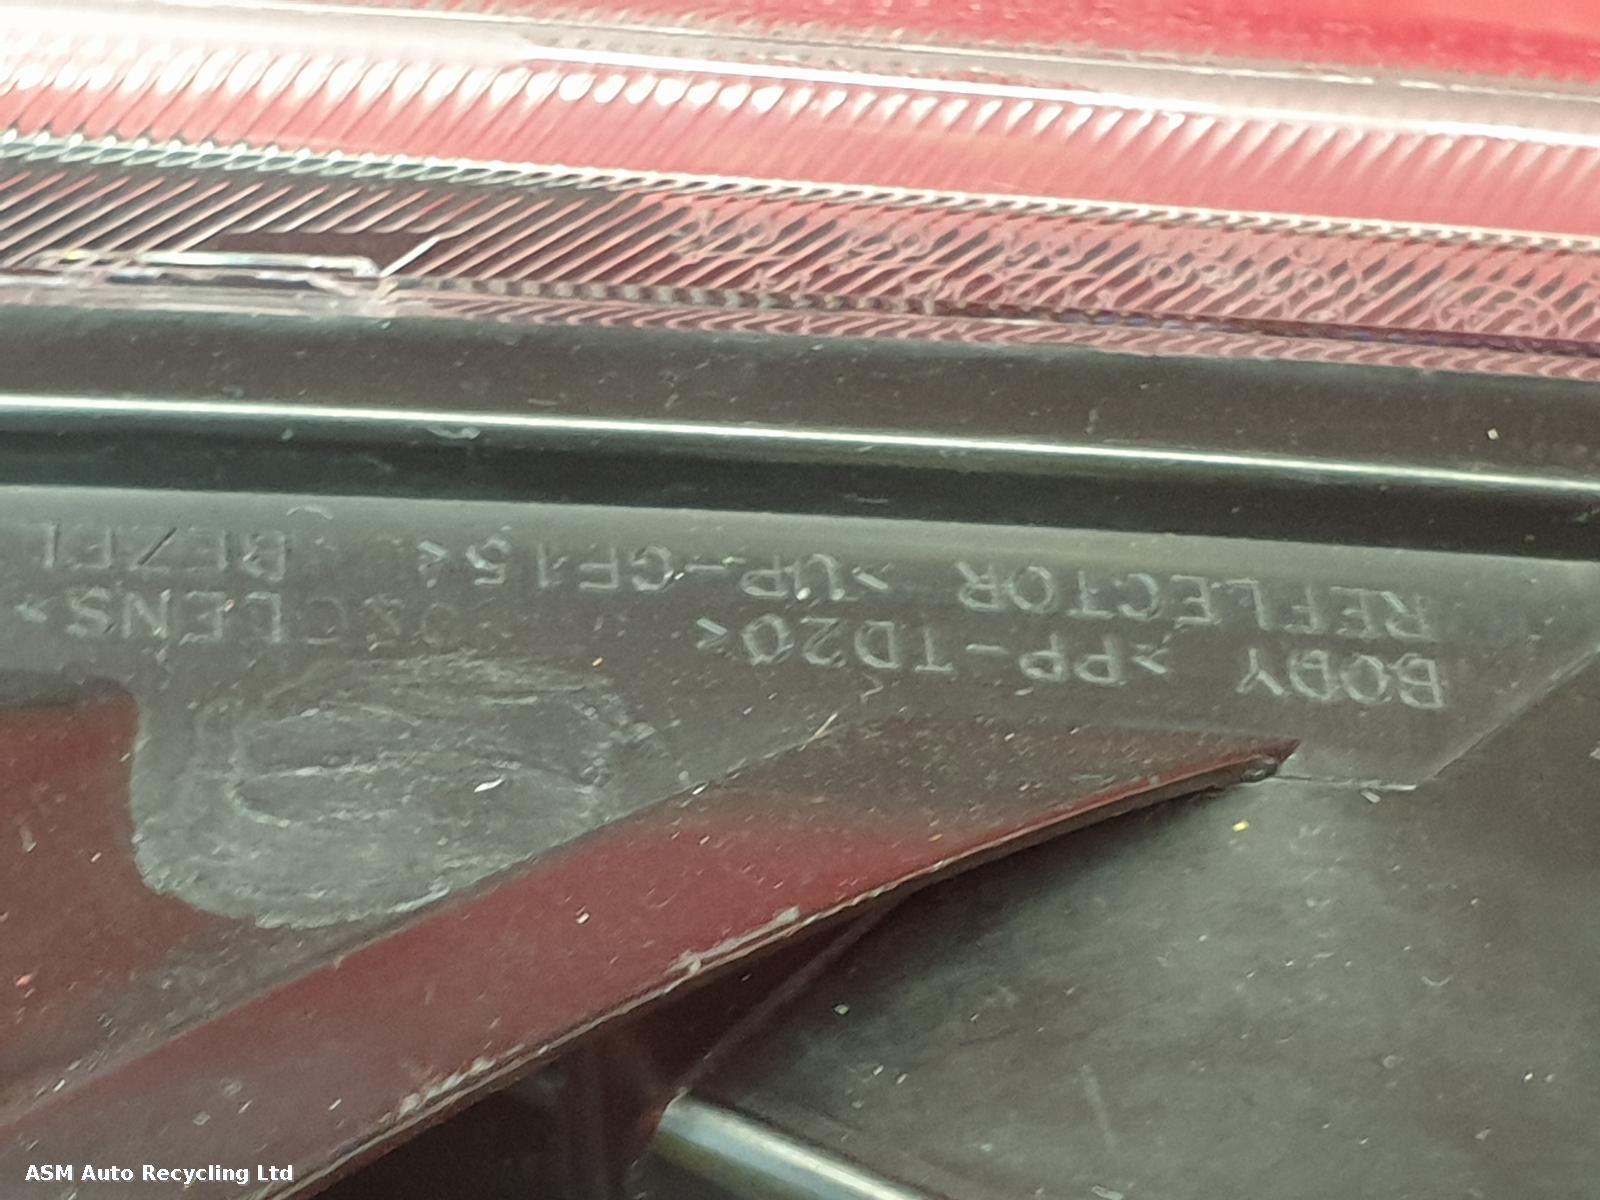 BODY >PP-TD20< LENS>
REFLECTOR >UP-GF15< BEZEL
ASM Auto Recycling Ltd